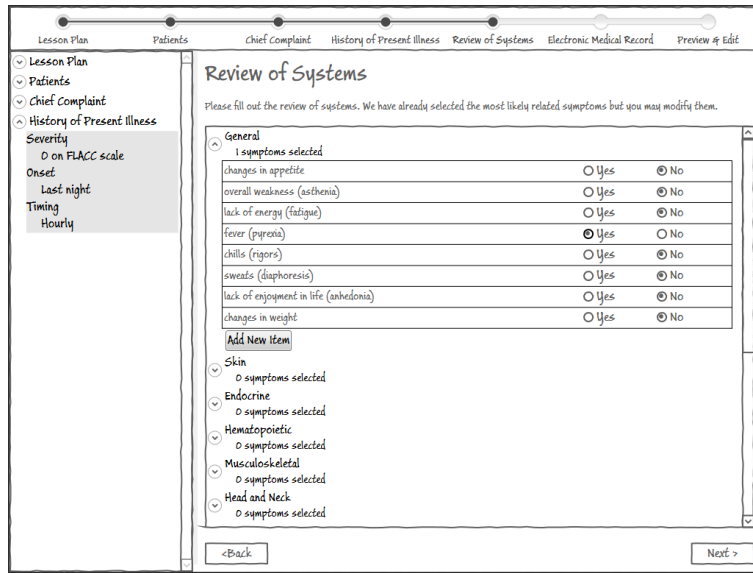 Lesson Plan Patients Chief Complaint History of Present Illness Review of Systems Electronic Medical Record Preview & Edit
Lesson Plan
Patients
Chief Complaint
History of Present Illness
Severity
0 on FLACC scale
Onset
Last night
Timing
Hourly
Review of Systems
Please fill out the review of systems. We have already selected the most likely related symptoms but you may modify them.
General
1 symptoms selected
changes in appetite Yes No
overall weakness (asthenia) Yes No
lack of energy (fatigue) Yes No
fever (pyrexia) Yes No
chills (rigors) Yes No
sweats (diaphoresis) Yes No
lack of enjoyment in life (anhedonia) Yes No
changes in weight Yes No
Add New Item
Skin
0 symptoms selected
Endocrine
0 symptoms selected
Hematopoietic
0 symptoms selected
Musculoskeletal
0 symptoms selected
Head and Neck
0 symptoms selected
<Back Next >